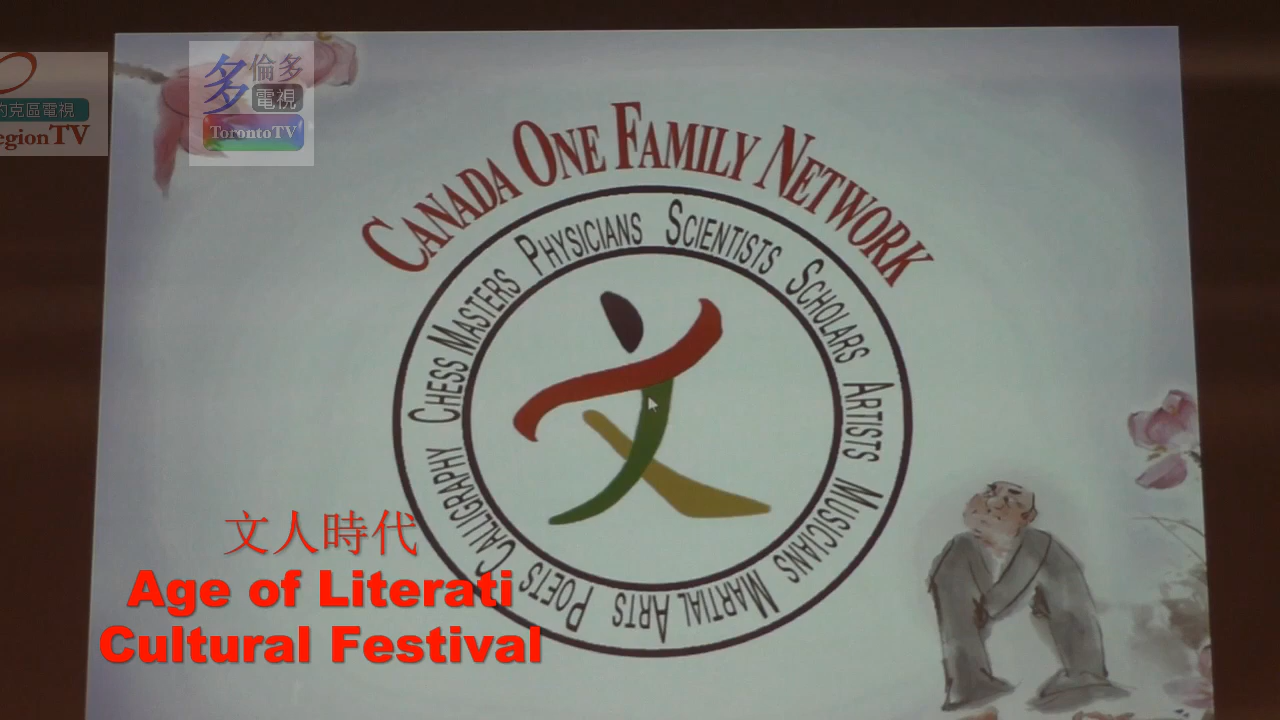 約克區電視
egionTV
多
倫多
電視
TorontoTV
CANADA ONE FAMILY NETWORK
PHYSICIANS SCIENTISTS SCHOLARS ARTISTS MUSICIANS MARTIAL ARTS POETS CALLIGRAPHY CHESS MASTERS
文
文人時代
Age of Literati
Cultural Festival